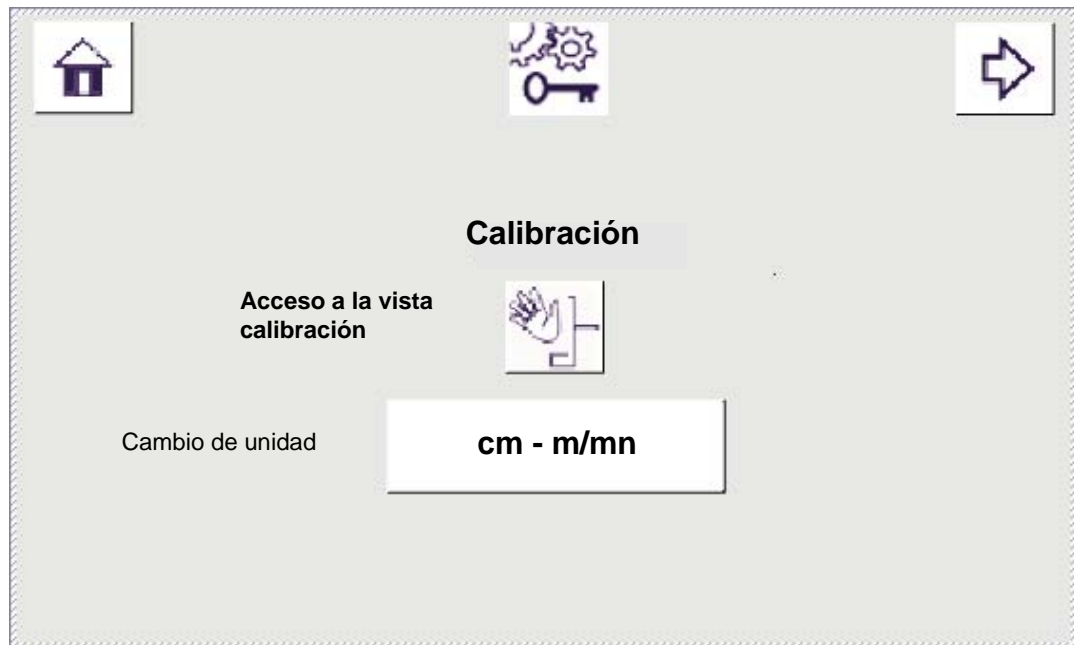 Calibración
Acceso a la vista
calibración
Cambio de unidad
cm - m/mn